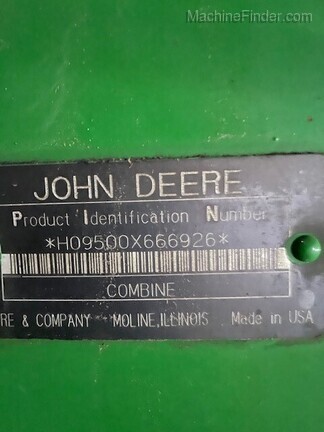 MachineFinder.com
JOHN DEERE
Product Identification Number
*H09500X666926*
COMBINE
RE & COMPANY MOLINE,ILLINOIS Made in USA